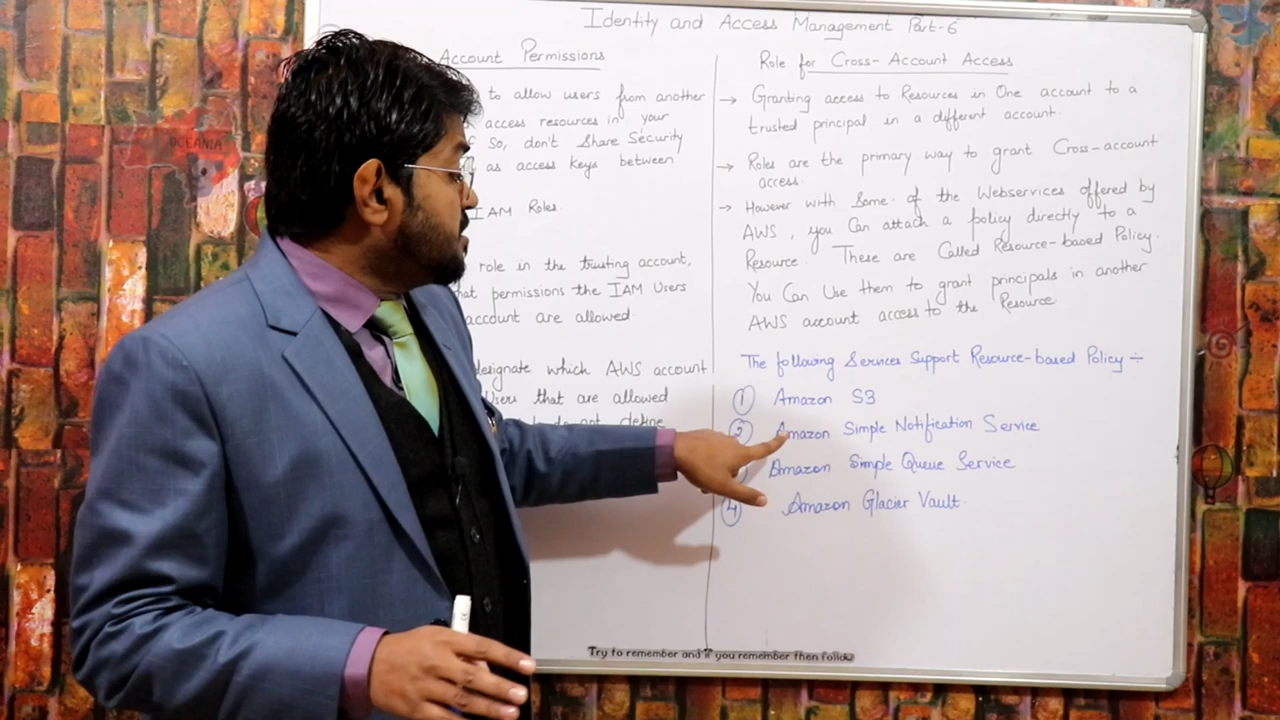 Identity and Access Management Part-6
Account Permissions
to allow users from another
access resources in your
So, don't Share Security
as access keys between
IAM Roles.
role in the trusting account,
permissions the IAM Users
account are allowed
designate which AWS account
Users that are allowed
do not define
Role for Cross-Account Access
→ Granting access to Resources in One account to a
trusted principal in a different account.
→ Roles are the primary way to grant Cross-account
access.
→ However with Some of the Webservices offered by
AWS, you Can attach a policy directly to a
Resource. These are Called Resource-based Policy.
You Can Use them to grant principals in another
AWS account access to the Resource
The following Services Support Resource-based Policy :-
1 Amazon S3
2 Amazon Simple Notification Service
Amazon Simple Queue Service
4 Amazon Glacier Vault.
Try to remember and if you remember then follow
OCEANIA